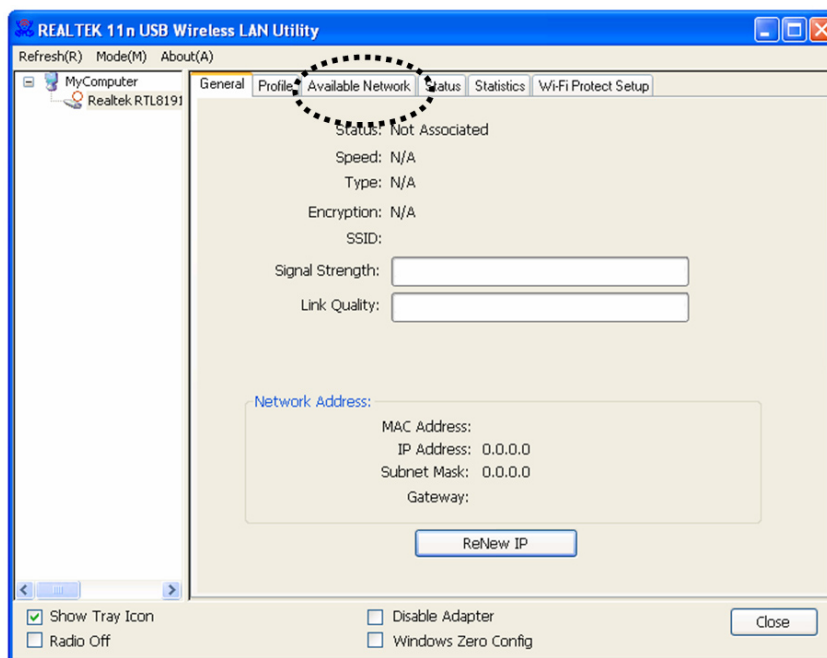 REALTEK 11n USB Wireless LAN Utility
Refresh(R) Mode(M) About(A)
MyComputer
Realtek RTL8191
General Profile Available Network Status Statistics Wi-Fi Protect Setup
Status: Not Associated
Speed: N/A
Type: N/A
Encryption: N/A
SSID:
Signal Strength:
Link Quality:
Network Address:
MAC Address:
IP Address: 0.0.0.0
Subnet Mask: 0.0.0.0
Gateway:
ReNew IP
Show Tray Icon Disable Adapter Close
Radio Off Windows Zero Config